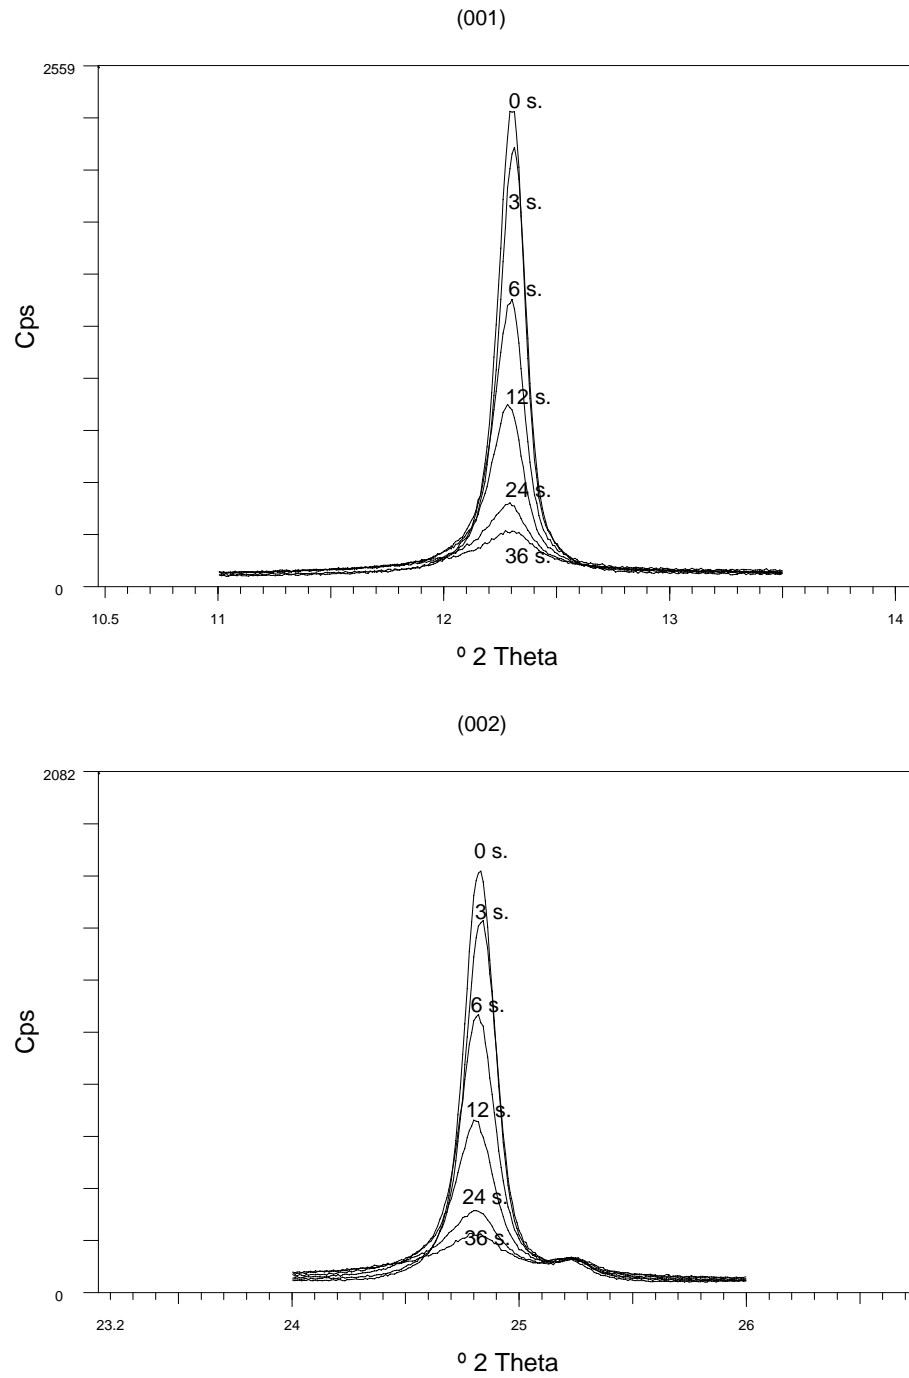 (001)
2559
0 s.
3 s.
6 s.
Cps
12 s.
24 s.
36 s.
0
10.5 11 12 13 14
º 2 Theta
(002)
2082
0 s.
3 s.
6 s.
Cps
12 s.
24 s.
36 s.
0
23.2 24 25 26
º 2 Theta